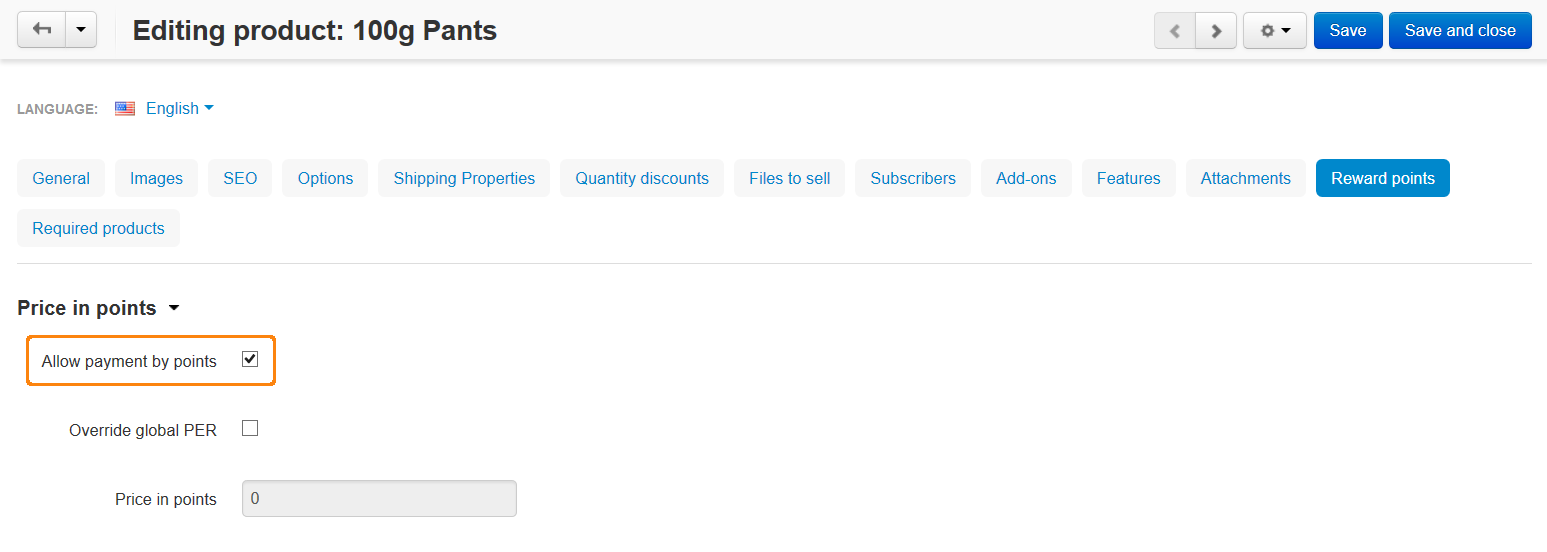 Editing product: 100g Pants Save Save and close
LANGUAGE: English
General Images SEO Options Shipping Properties Quantity discounts Files to sell Subscribers Add-ons Features Attachments Reward points
Required products
Price in points
Allow payment by points
Override global PER
Price in points 0